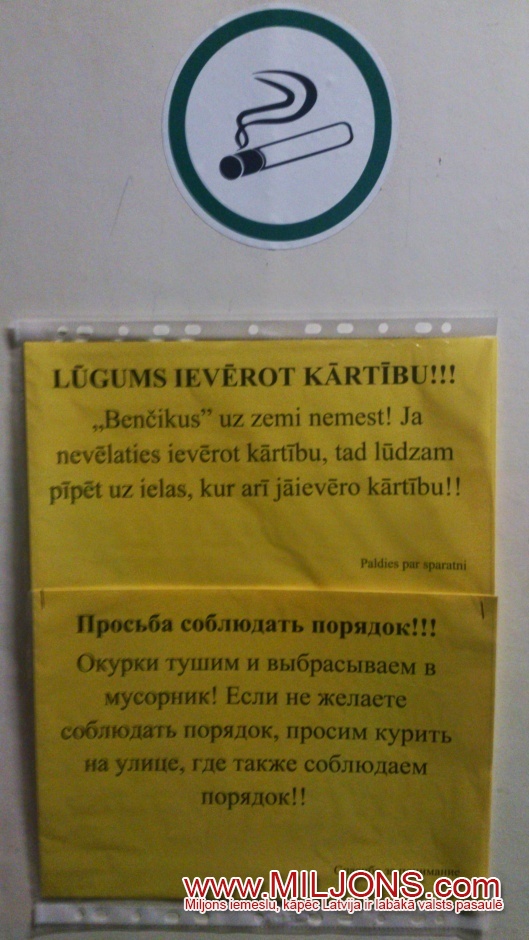 LŪGUMS IEVĒROT KĀRTĪBU!!!
„Benčikus” uz zemi nemest! Ja
nevēlaties ievērot kārtību, tad lūdzam
pīpēt uz ielas, kur arī jāievēro kārtību!!
Paldies par sparatni
Просьба соблюдать порядок!!!
Окурки тушим и выбрасываем в
мусорник! Если не желаете
соблюдать порядок, просим курить
на улице, где также соблюдаем
порядок!!
www.MILJONS.com
Miljons iemeslu, kāpēc Latvija ir labākā valsts pasaulē